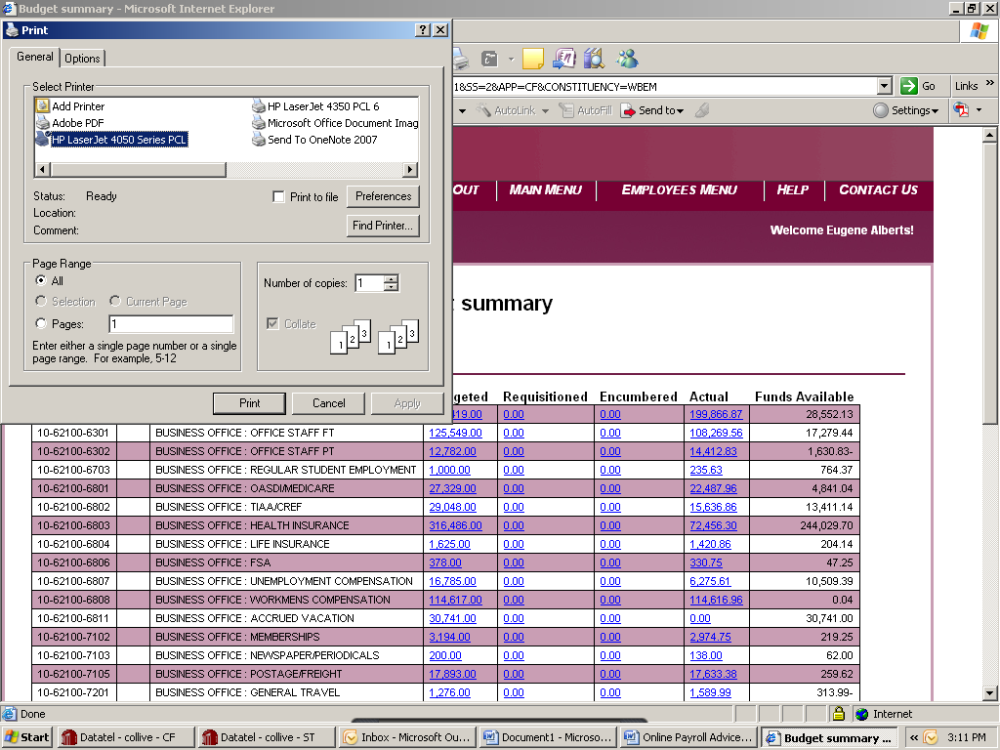 Budget summary - Microsoft Internet Explorer
Print
General Options
Select Printer
Add Printer HP LaserJet 4350 PCL 6
Adobe PDF Microsoft Office Document Imag
HP LaserJet 4050 Series PCL Send To OneNote 2007
Status: Ready Print to file Preferences
Location:
Comment: Find Printer...
Page Range
All
Selection Current Page
Pages: 1
Enter either a single page number or a single
page range. For example, 5-12
Number of copies: 1
Collate
1 2 3 1 2 3
Print Cancel Apply
1&SS=2&APP=CF&CONSTITUENCY=WBEM Go Links »
AutoLink AutoFill Send to Settings
OUT MAIN MENU EMPLOYEES MENU HELP CONTACT US
Welcome Eugene Alberts!
t summary
geted Requisitioned Encumbered Actual Funds Available
419.00 0.00 0.00 199,866.87 28,552.13
10-62100-6301 BUSINESS OFFICE : OFFICE STAFF FT 125,549.00 0.00 0.00 108,269.56 17,279.44
10-62100-6302 BUSINESS OFFICE : OFFICE STAFF PT 12,782.00 0.00 0.00 14,412.83 1,630.83-
10-62100-6703 BUSINESS OFFICE : REGULAR STUDENT EMPLOYMENT 1,000.00 0.00 0.00 235.63 764.37
10-62100-6801 BUSINESS OFFICE : OASDI/MEDICARE 27,329.00 0.00 0.00 22,487.96 4,841.04
10-62100-6802 BUSINESS OFFICE : TIAA/CREF 29,048.00 0.00 0.00 15,636.86 13,411.14
10-62100-6803 BUSINESS OFFICE : HEALTH INSURANCE 316,486.00 0.00 0.00 72,456.30 244,029.70
10-62100-6804 BUSINESS OFFICE : LIFE INSURANCE 1,625.00 0.00 0.00 1,420.86 204.14
10-62100-6806 BUSINESS OFFICE : FSA 378.00 0.00 0.00 330.75 47.25
10-62100-6807 BUSINESS OFFICE : UNEMPLOYMENT COMPENSATION 16,785.00 0.00 0.00 6,275.61 10,509.39
10-62100-6808 BUSINESS OFFICE : WORKMENS COMPENSATION 114,617.00 0.00 0.00 114,616.96 0.04
10-62100-6811 BUSINESS OFFICE : ACCRUED VACATION 30,741.00 0.00 0.00 0.00 30,741.00
10-62100-7102 BUSINESS OFFICE : MEMBERSHIPS 3,194.00 0.00 0.00 2,974.75 219.25
10-62100-7103 BUSINESS OFFICE : NEWSPAPER/PERIODICALS 200.00 0.00 0.00 138.00 62.00
10-62100-7105 BUSINESS OFFICE : POSTAGE/FREIGHT 17,893.00 0.00 0.00 17,633.38 259.62
10-62100-7201 BUSINESS OFFICE : GENERAL TRAVEL 1,276.00 0.00 0.00 1,589.99 313.99-
Done Internet
Start Datatel - collive - CF Datatel - collive - ST Inbox - Microsoft Ou... Document1 - Microso... Online Payroll Advice... Budget summary ... « 3:11 PM